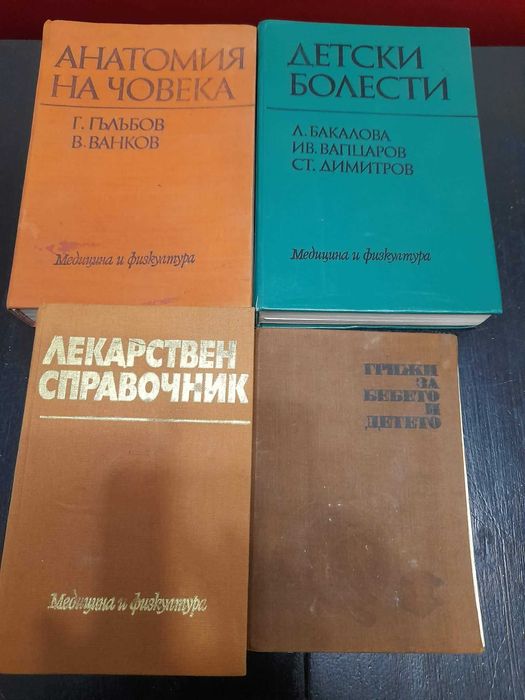 АНАТОМИЯ
НА ЧОВЕКА
Г. ГЪЛЪБОВ
В. ВАНКОВ
Медицина и физкултура
ДЕТСКИ
БОЛЕСТИ
Л. БАКАЛОВА
ИВ. ВАПЦАРОВ
СТ. ДИМИТРОВ
Медицина и физкултура
ЛЕКАРСТВЕН
СПРАВОЧНИК
Медицина и физкултура
ГРИЖИ
ЗА
БЕБЕТО
И
ДЕТЕТО